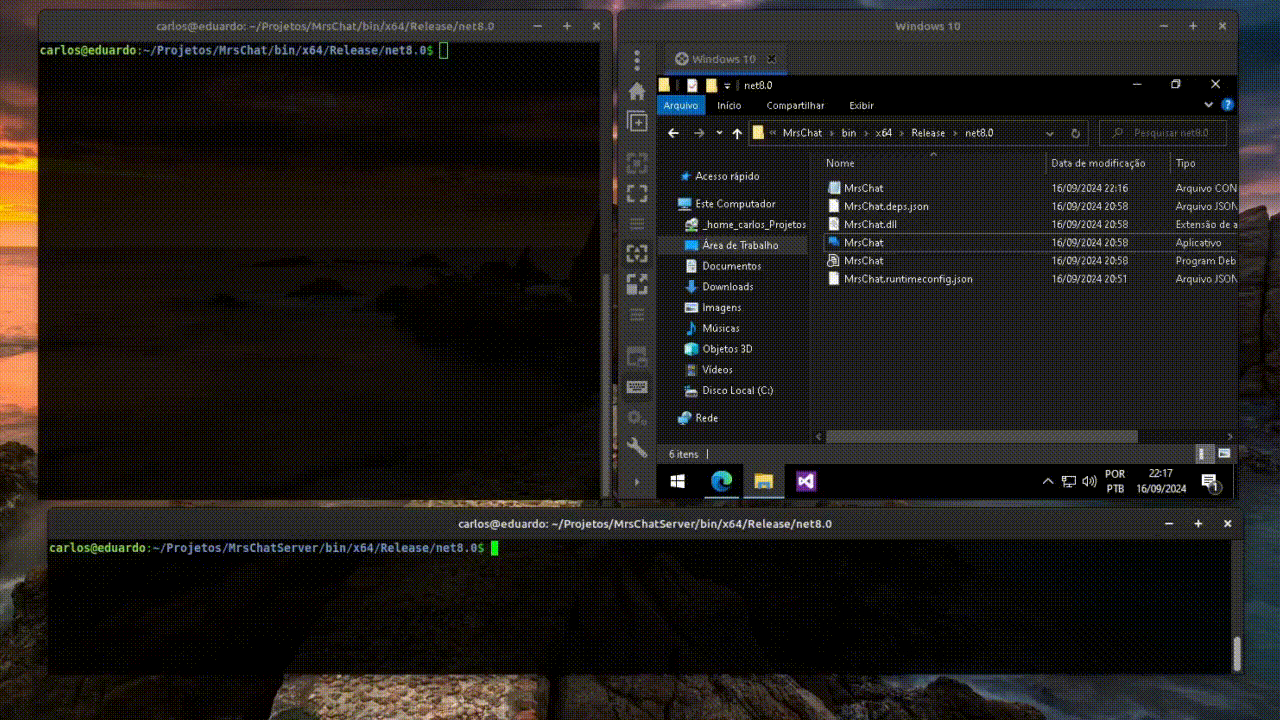 carlos@eduardo: ~/Projetos/MrsChat/bin/x64/Release/net8.0
carlos@eduardo:~/Projetos/MrsChat/bin/x64/Release/net8.0$
Windows 10
Windows 10
net8.0
Arquivo Início Compartilhar Exibir
« MrsChat › bin › x64 › Release › net8.0
Pesquisar net8.0
Acesso rápido
Este Computador
_home_carlos_Projetos
Área de Trabalho
Documentos
Downloads
Imagens
Músicas
Objetos 3D
Vídeos
Disco Local (C:)
Rede
Nome Data de modificação Tipo
MrsChat 16/09/2024 22:16 Arquivo CON
MrsChat.deps.json 16/09/2024 20:58 Arquivo JSON
MrsChat.dll 16/09/2024 20:58 Extensão de a
MrsChat 16/09/2024 20:58 Aplicativo
MrsChat 16/09/2024 20:58 Program Deb
MrsChat.runtimeconfig.json 16/09/2024 20:51 Arquivo JSON
6 itens
POR
PTB
22:17
16/09/2024
1
carlos@eduardo: ~/Projetos/MrsChatServer/bin/x64/Release/net8.0
carlos@eduardo:~/Projetos/MrsChatServer/bin/x64/Release/net8.0$